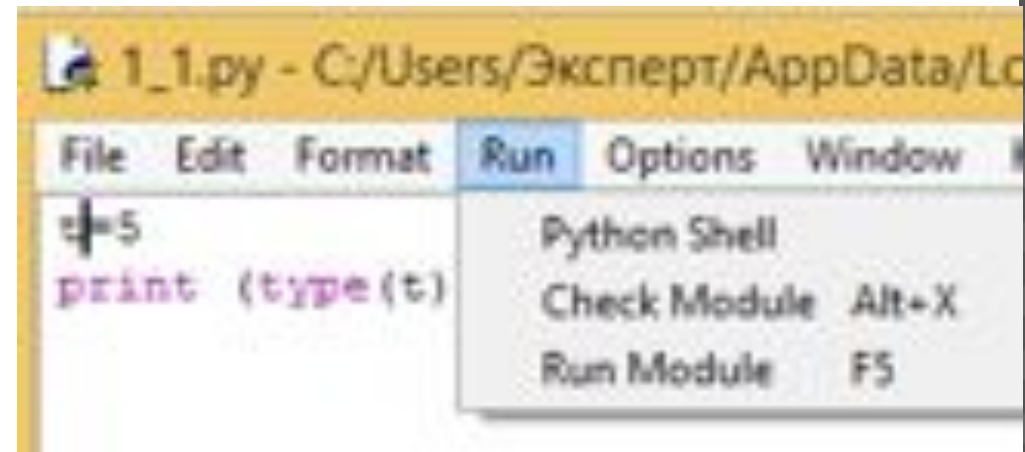 1_1.py - C:/Users/Эксперт/AppData/Lo
File Edit Format Run Options Window
t=5
print (type(t)
Python Shell
Check Module Alt+X
Run Module F5